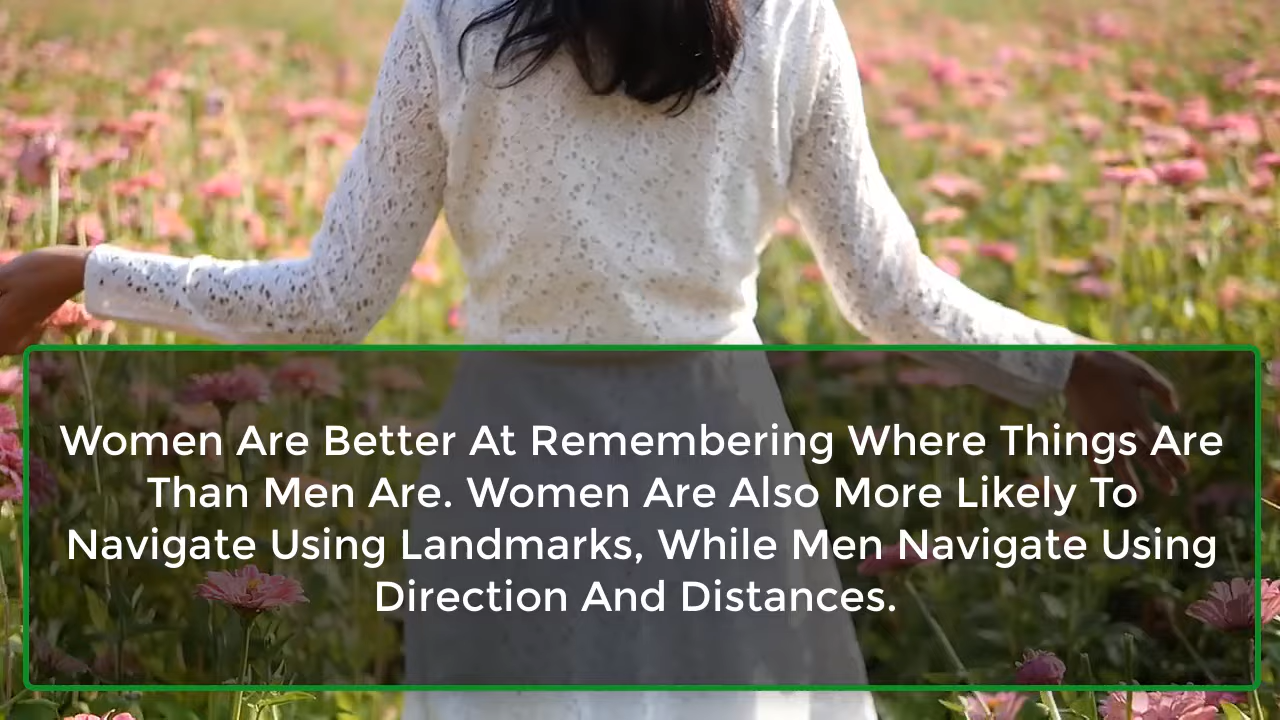 Women Are Better At Remembering Where Things Are
Than Men Are. Women Are Also More Likely To
Navigate Using Landmarks, While Men Navigate Using
Direction And Distances.